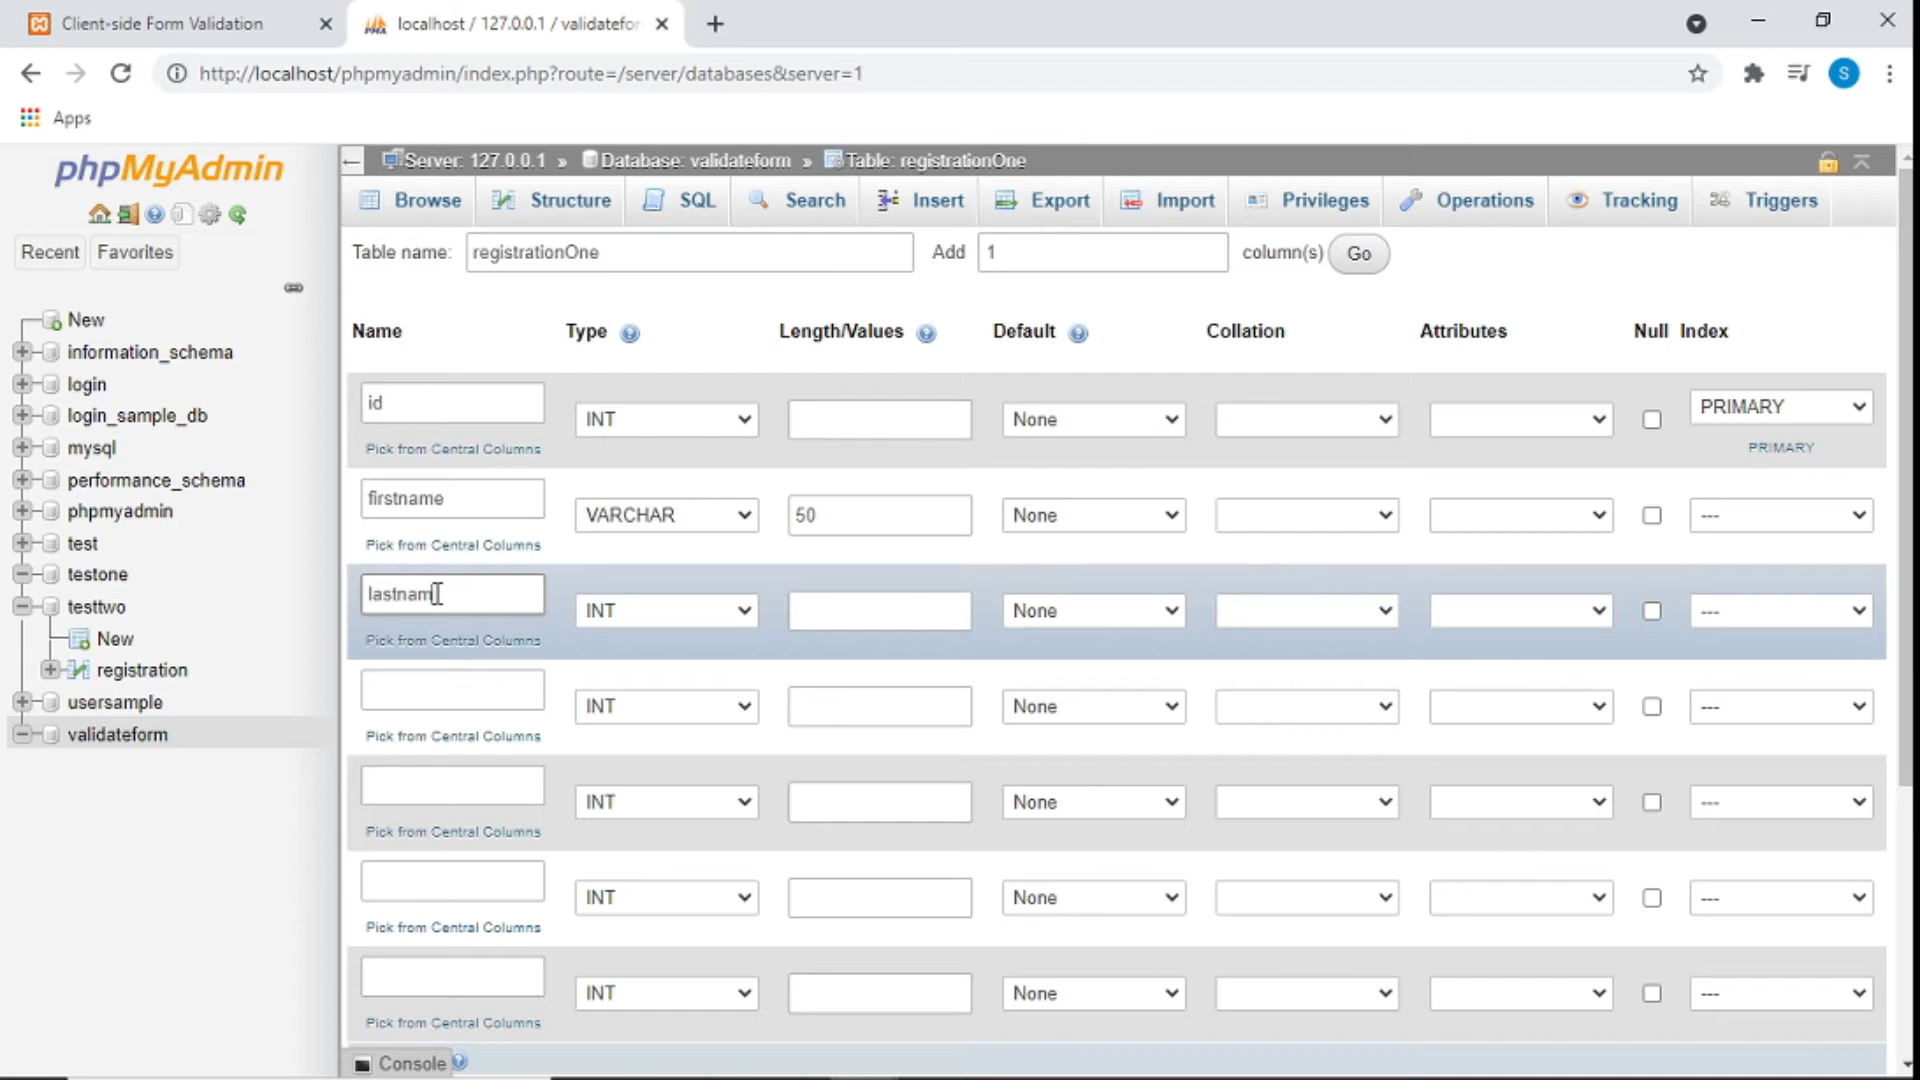 Client-side Form Validation
localhost / 127.0.0.1 / validatefor
http://localhost/phpmyadmin/index.php?route=/server/databases&server=1
S
Apps
phpMyAdmin
Recent Favorites
New
information_schema
login
login_sample_db
mysql
performance_schema
phpmyadmin
test
testone
testtwo
New
registration
usersample
validateform
Server: 127.0.0.1 » Database: validateform » Table: registrationOne
Browse Structure SQL Search Insert Export Import Privileges Operations Tracking Triggers
Table name: registrationOne Add 1 column(s) Go
Name Type Length/Values Default Collation Attributes Null Index
id INT None PRIMARY
Pick from Central Columns PRIMARY
firstname VARCHAR 50 None ---
Pick from Central Columns
lastnam INT None ---
Pick from Central Columns
INT None ---
Pick from Central Columns
INT None ---
Pick from Central Columns
INT None ---
Pick from Central Columns
INT None ---
Pick from Central Columns
Console